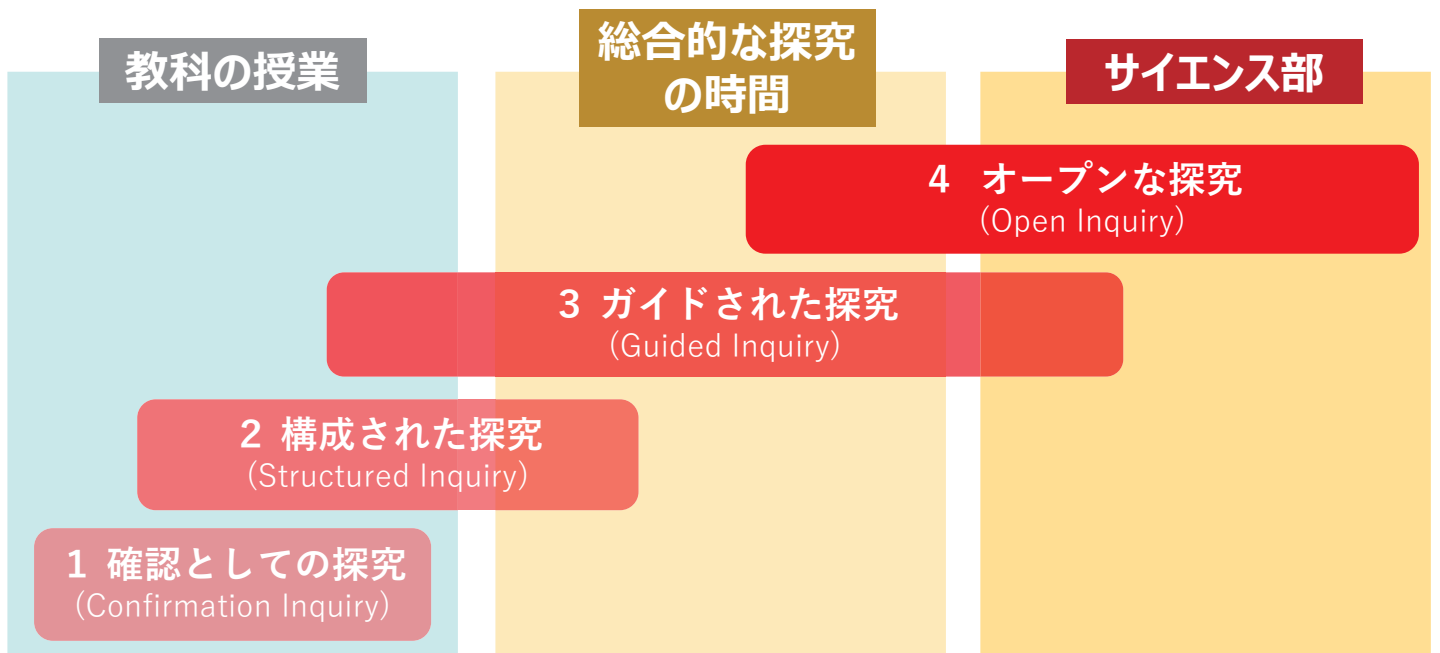 教科の授業
総合的な探究
の時間
サイエンス部
4 オープンな探究
(Open Inquiry)
3 ガイドされた探究
(Guided Inquiry)
2 構成された探究
(Structured Inquiry)
1 確認としての探究
(Confirmation Inquiry)